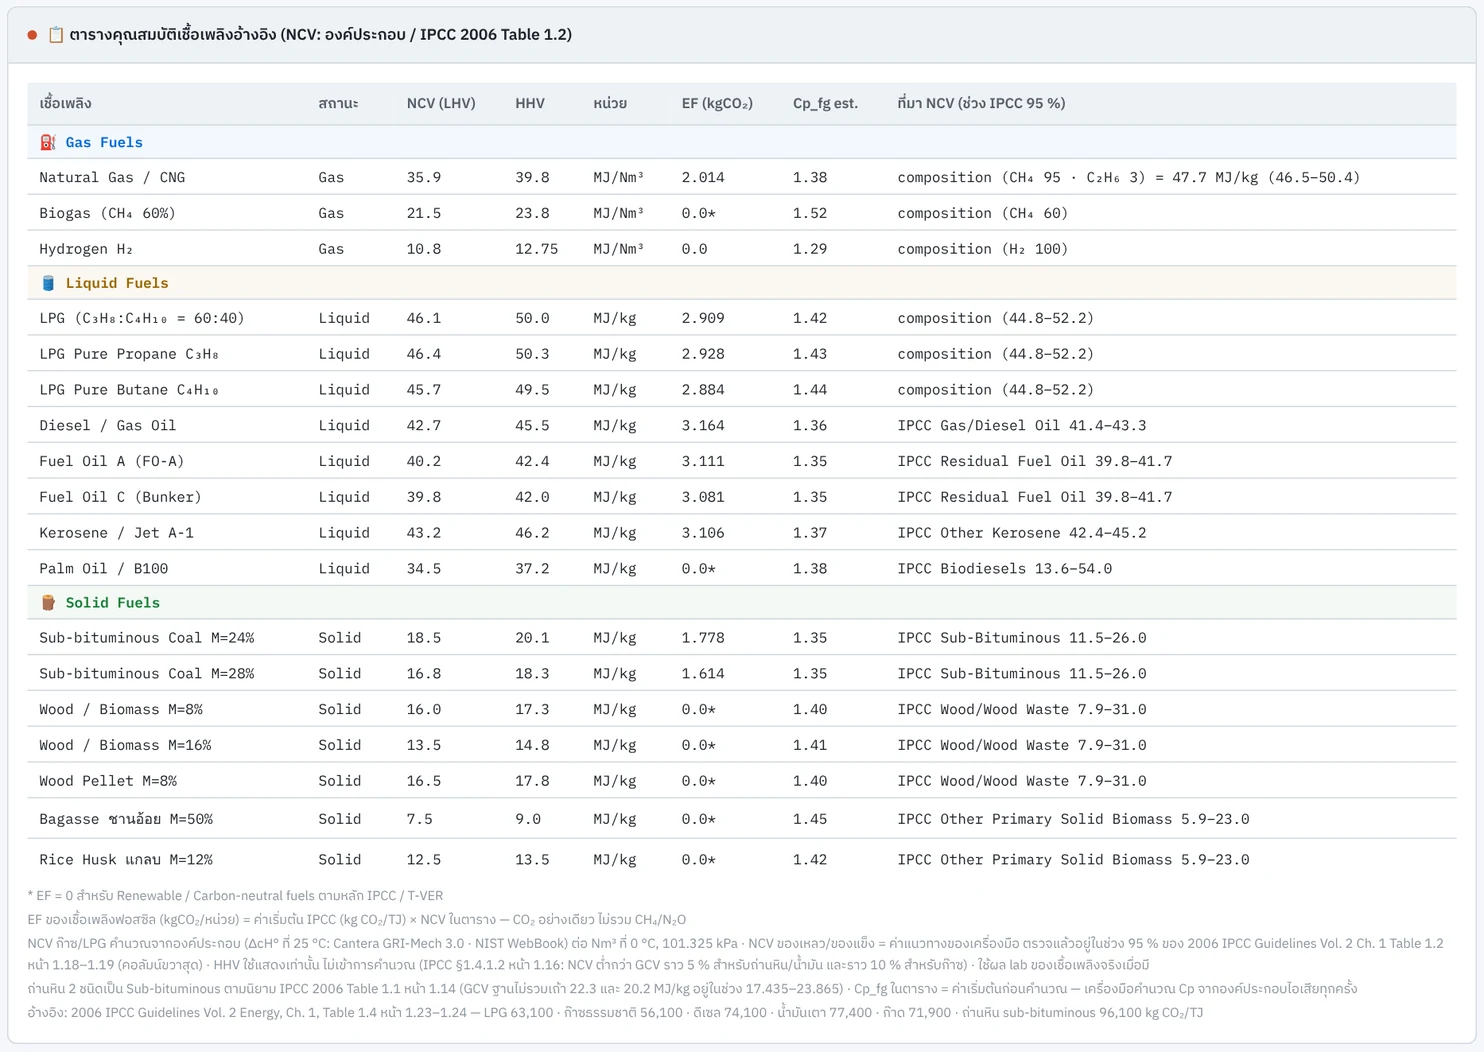 📋 ตารางคุณสมบัติเชื้อเพลิงอ้างอิง (NCV: องค์ประกอบ / IPCC 2006 Table 1.2)
เชื้อเพลิง สถานะ NCV (LHV) HHV หน่วย EF (kgCO₂) Cp_fg est. ที่มา NCV (ช่วง IPCC 95 %)
⛽ Gas Fuels
Natural Gas / CNG Gas 35.9 39.8 MJ/Nm³ 2.014 1.38 composition (CH₄ 95 · C₂H₆ 3) = 47.7 MJ/kg (46.5–50.4)
Biogas (CH₄ 60%) Gas 21.5 23.8 MJ/Nm³ 0.0* 1.52 composition (CH₄ 60)
Hydrogen H₂ Gas 10.8 12.75 MJ/Nm³ 0.0 1.29 composition (H₂ 100)
🛢️ Liquid Fuels
LPG (C₃H₈:C₄H₁₀ = 60:40) Liquid 46.1 50.0 MJ/kg 2.909 1.42 composition (44.8–52.2)
LPG Pure Propane C₃H₈ Liquid 46.4 50.3 MJ/kg 2.928 1.43 composition (44.8–52.2)
LPG Pure Butane C₄H₁₀ Liquid 45.7 49.5 MJ/kg 2.884 1.44 composition (44.8–52.2)
Diesel / Gas Oil Liquid 42.7 45.5 MJ/kg 3.164 1.36 IPCC Gas/Diesel Oil 41.4–43.3
Fuel Oil A (FO-A) Liquid 40.2 42.4 MJ/kg 3.111 1.35 IPCC Residual Fuel Oil 39.8–41.7
Fuel Oil C (Bunker) Liquid 39.8 42.0 MJ/kg 3.081 1.35 IPCC Residual Fuel Oil 39.8–41.7
Kerosene / Jet A-1 Liquid 43.2 46.2 MJ/kg 3.106 1.37 IPCC Other Kerosene 42.4–45.2
Palm Oil / B100 Liquid 34.5 37.2 MJ/kg 0.0* 1.38 IPCC Biodiesels 13.6–54.0
🪵 Solid Fuels
Sub-bituminous Coal M=24% Solid 18.5 20.1 MJ/kg 1.778 1.35 IPCC Sub-Bituminous 11.5–26.0
Sub-bituminous Coal M=28% Solid 16.8 18.3 MJ/kg 1.614 1.35 IPCC Sub-Bituminous 11.5–26.0
Wood / Biomass M=8% Solid 16.0 17.3 MJ/kg 0.0* 1.40 IPCC Wood/Wood Waste 7.9–31.0
Wood / Biomass M=16% Solid 13.5 14.8 MJ/kg 0.0* 1.41 IPCC Wood/Wood Waste 7.9–31.0
Wood Pellet M=8% Solid 16.5 17.8 MJ/kg 0.0* 1.40 IPCC Wood/Wood Waste 7.9–31.0
Bagasse ชานอ้อย M=50% Solid 7.5 9.0 MJ/kg 0.0* 1.45 IPCC Other Primary Solid Biomass 5.9–23.0
Rice Husk แกลบ M=12% Solid 12.5 13.5 MJ/kg 0.0* 1.42 IPCC Other Primary Solid Biomass 5.9–23.0
* EF = 0 สำหรับ Renewable / Carbon-neutral fuels ตามหลัก IPCC / T-VER
EF ของเชื้อเพลิงฟอสซิล (kgCO₂/หน่วย) = ค่าเริ่มต้น IPCC (kg CO₂/TJ) × NCV ในตาราง — CO₂ อย่างเดียว ไม่รวม CH₄/N₂O
NCV ก๊าซ/LPG คำนวณจากองค์ประกอบ (ΔcH° ที่ 25 °C: Cantera GRI-Mech 3.0 · NIST WebBook) ต่อ Nm³ ที่ 0 °C, 101.325 kPa · NCV ของเหลว/ของแข็ง = ค่าแนวทางของเครื่องมือ ตรวจแล้วอยู่ในช่วง 95 % ของ 2006 IPCC Guidelines Vol. 2 Ch. 1 Table 1.2
หน้า 1.18–1.19 (คอลัมน์ขวาสุด) · HHV ใช้แสดงเท่านั้น ไม่เข้าการคำนวณ (IPCC §1.4.1.2 หน้า 1.16: NCV ต่ำกว่า GCV ราว 5 % สำหรับถ่านหิน/น้ำมัน และราว 10 % สำหรับก๊าซ) · ใช้ผล lab ของเชื้อเพลิงจริงเมื่อมี
ถ่านหิน 2 ชนิดเป็น Sub-bituminous ตามนิยาม IPCC 2006 Table 1.1 หน้า 1.14 (GCV ฐานไม่รวมเถ้า 22.3 และ 20.2 MJ/kg อยู่ในช่วง 17.435–23.865) · Cp_fg ในตาราง = ค่าเริ่มต้นก่อนคำนวณ — เครื่องมือคำนวณ Cp จากองค์ประกอบไอเสียทุกครั้ง
อ้างอิง: 2006 IPCC Guidelines Vol. 2 Energy, Ch. 1, Table 1.4 หน้า 1.23–1.24 — LPG 63,100 · ก๊าซธรรมชาติ 56,100 · ดีเซล 74,100 · น้ำมันเตา 77,400 · ก๊าด 71,900 · ถ่านหิน sub-bituminous 96,100 kg CO₂/TJ